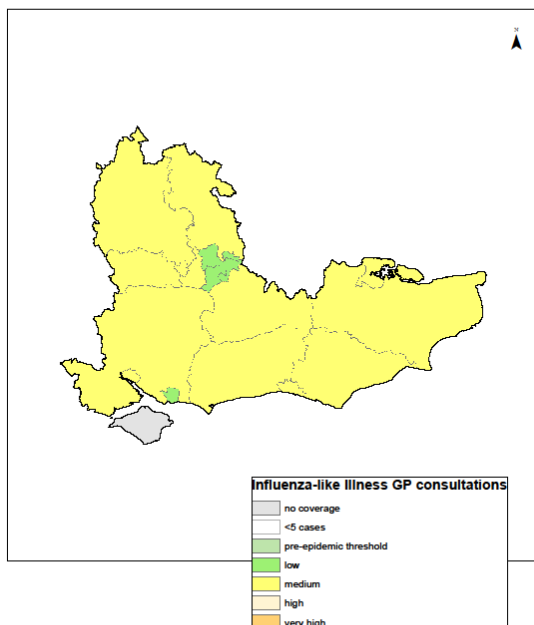 N
Influenza-like Illness GP consultations
no coverage
<5 cases
pre-epidemic threshold
low
medium
high
very high